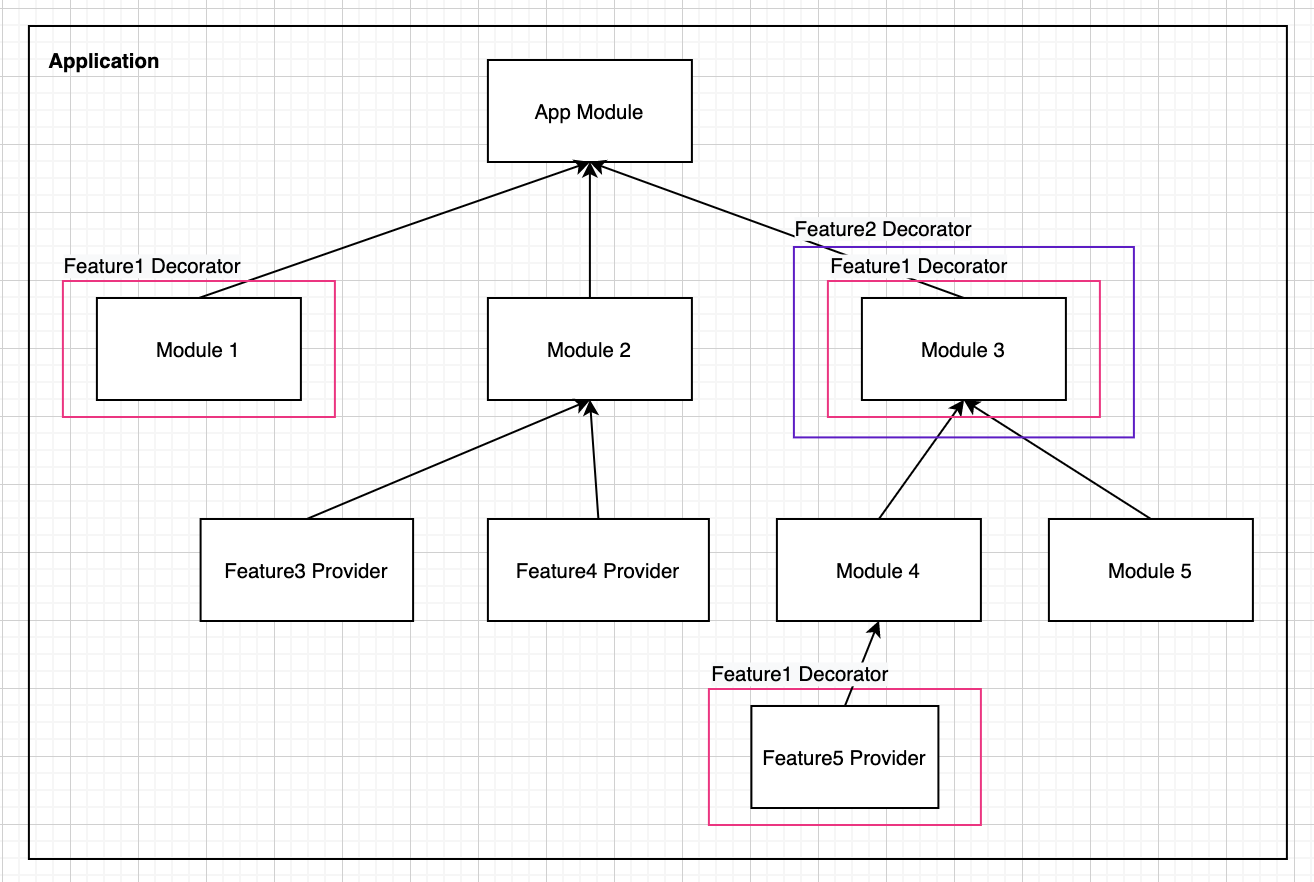 Application
App Module
Feature2 Decorator
Feature1 Decorator
Feature1 Decorator
Module 1
Module 2
Module 3
Feature3 Provider
Feature4 Provider
Module 4
Module 5
Feature1 Decorator
Feature5 Provider